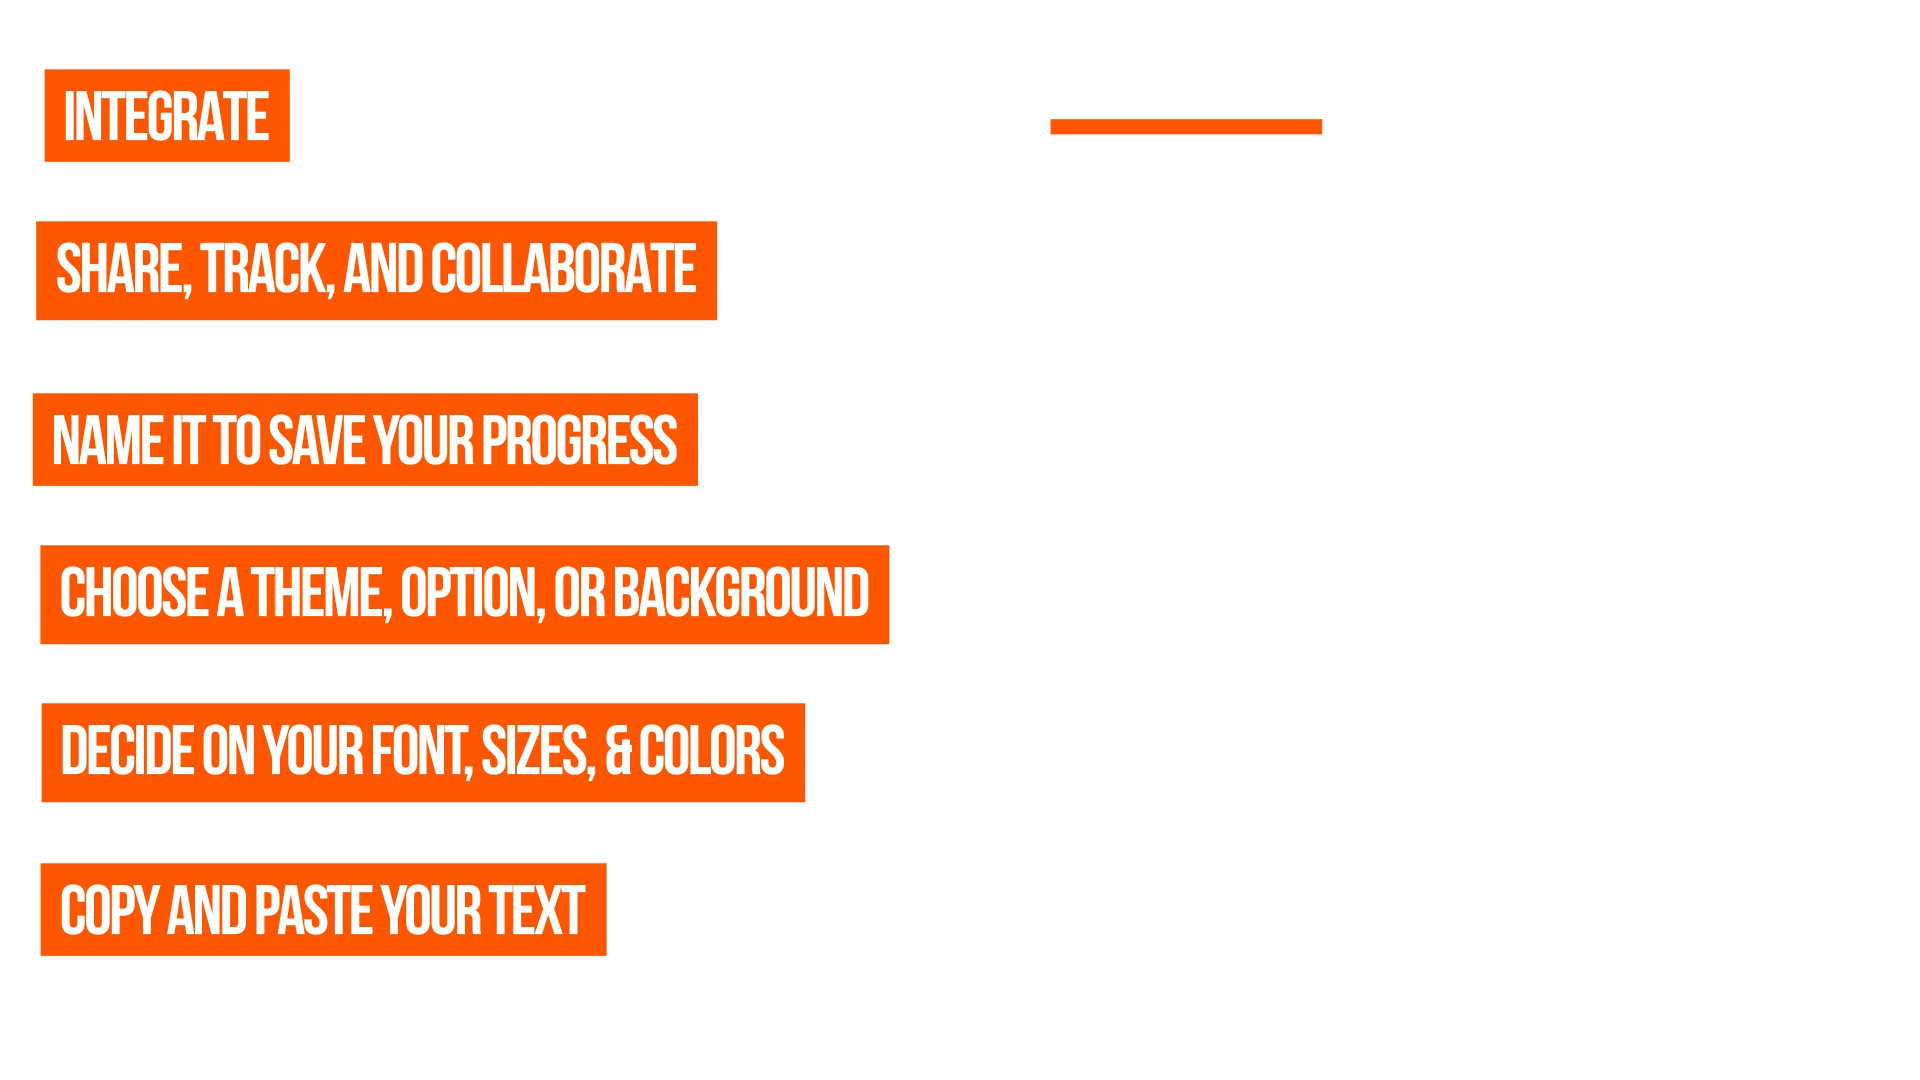 INTEGRATE
SHARE, TRACK, AND COLLABORATE
NAME IT TO SAVE YOUR PROGRESS
CHOOSE A THEME, OPTION, OR BACKGROUND
DECIDE ON YOUR FONT, SIZES, & COLORS
COPY AND PASTE YOUR TEXT